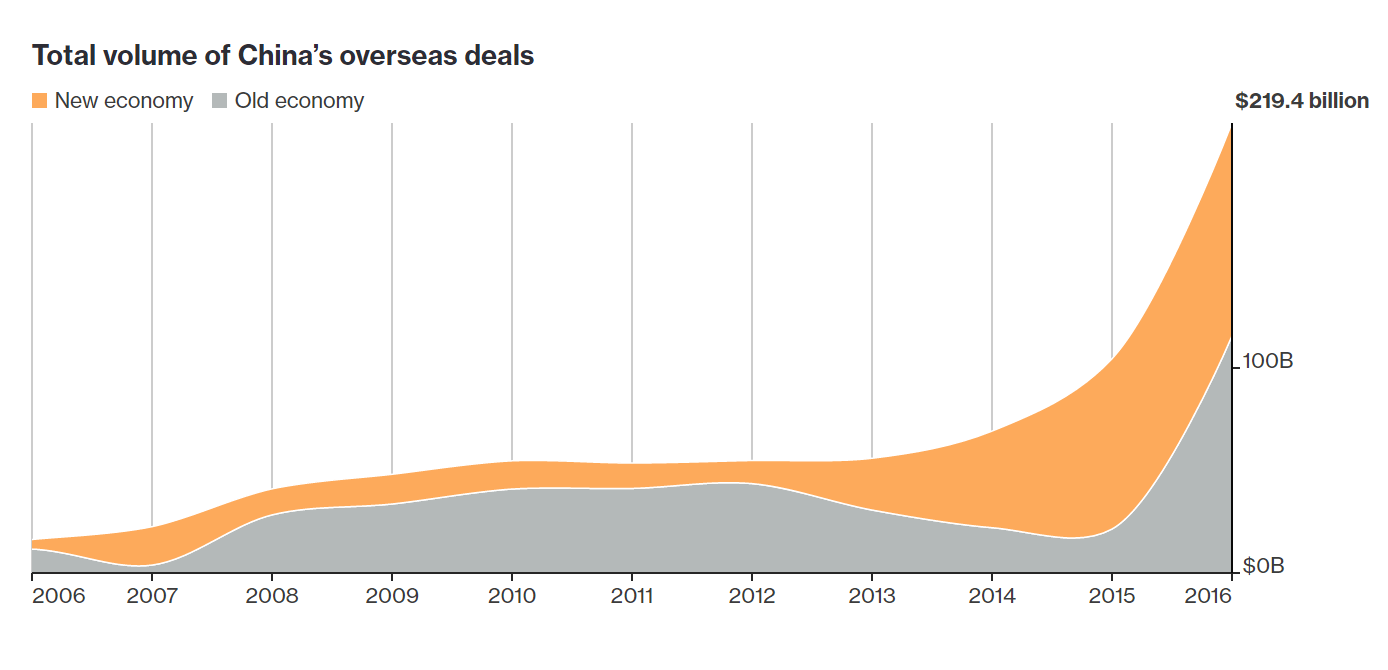 Total volume of China’s overseas deals
New economy Old economy
$219.4 billion
100B
$0B
2006 2007 2008 2009 2010 2011 2012 2013 2014 2015 2016